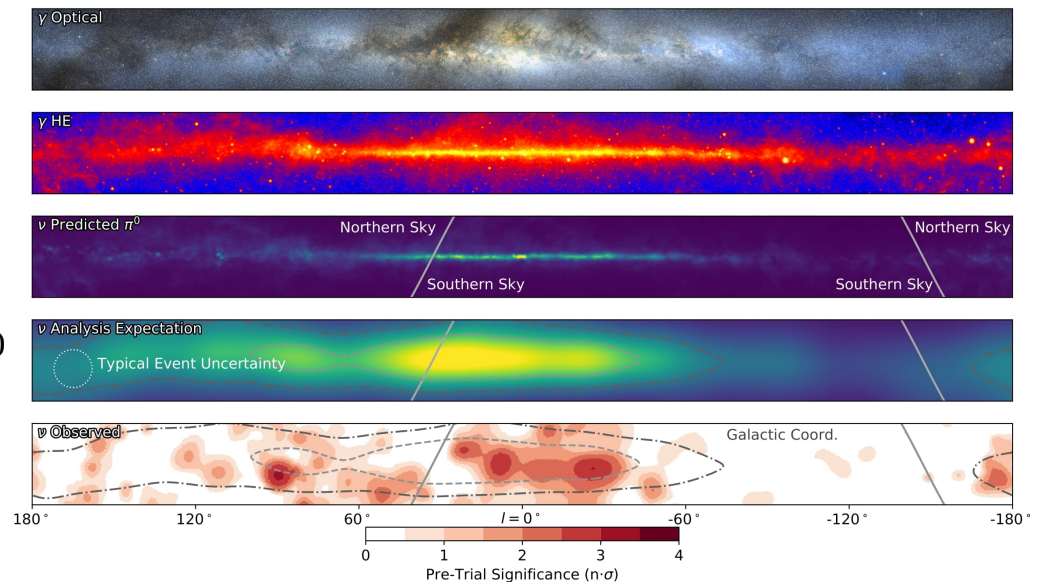 γ Optical
γ HE
ν Predicted π⁰
Northern Sky
Northern Sky
Southern Sky
Southern Sky
ν Analysis Expectation
Typical Event Uncertainty
ν Observed
Galactic Coord.
180 120 60 l = 0 -60 -120 -180°
0 1 2 3 4
Pre-Trial Significance (n·σ)